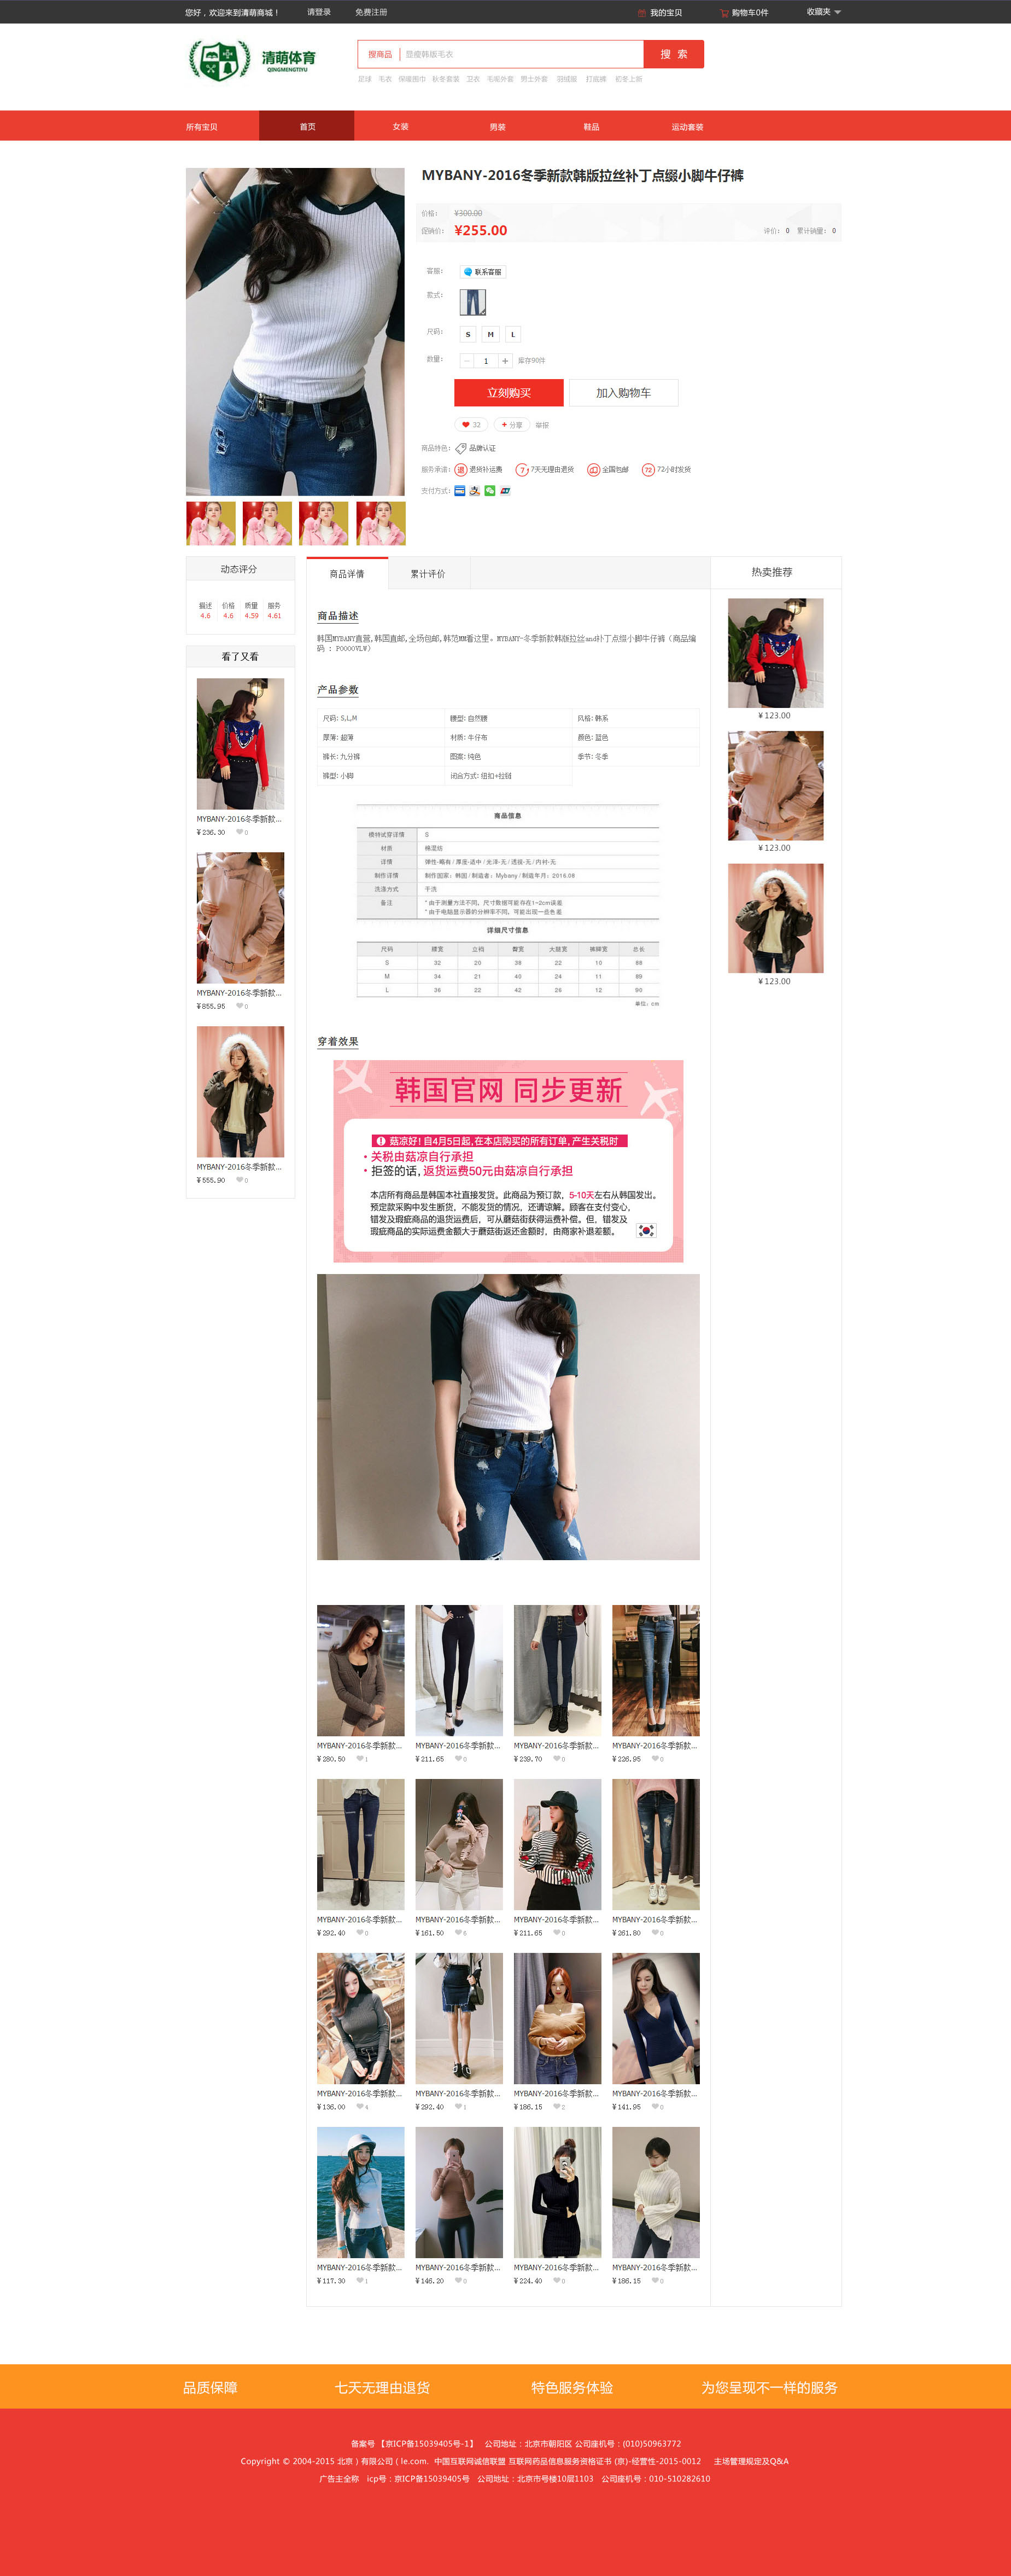 您好，欢迎来到清萌商城！ 请登录 免费注册 我的宝贝 购物车0件 收藏夹
清萌体育
QINGMENGTIYU
搜商品 显瘦韩版毛衣 搜 索
足球 毛衣 保暖围巾 秋冬套装 卫衣 毛呢外套 男士外套 羽绒服 打底裤 初冬上新
所有宝贝 首页 女装 男装 鞋品 运动套装
MYBANY-2016冬季新款韩版拉丝补丁点缀小脚牛仔裤
价格: ¥300.00
促销价: ¥255.00 评价: 0 累计销量: 0
客服: 联系客服
款式:
尺码: S M L
数量: 1 库存90件
立刻购买 加入购物车
32 分享 举报
商品特色: 品牌认证
服务承诺: 退 退货补运费 7 7天无理由退货 全国包邮 72 72小时发货
支付方式:
动态评分
描述 价格 质量 服务
4.6 4.6 4.59 4.61
看了又看
MYBANY-2016冬季新款...
¥236.30 0
MYBANY-2016冬季新款...
¥855.95 0
MYBANY-2016冬季新款...
¥555.90 0
商品详情 累计评价
商品描述
韩国MYBANY直营,韩国直邮,全场包邮,韩范MM看这里。MYBANY-冬季新款韩版拉丝and补丁点缀小脚牛仔裤（商品编
码 : P0000VLW）
产品参数
尺码: S,L,M 腰型: 自然腰 风格: 韩系
厚薄: 超薄 材质: 牛仔布 颜色: 蓝色
裤长: 九分裤 图案: 纯色 季节: 冬季
裤型: 小脚 闭合方式: 纽扣+拉链
商品信息
模特试穿详情 S
材质 棉混纺
详情 弹性-略有 / 厚度-适中 / 光泽-无 / 透视-无 / 内衬-无
制作详情 制作国家：韩国 / 制造者：Mybany / 制造年月：2016.08
洗涤方式 干洗
备注 * 由于测量方法不同，尺寸数据可能存在1~2cm误差
* 由于电脑显示器的分辨率不同，可能出现一些色差
详细尺寸信息
尺码 腰宽 立裆 臀宽 大腿宽 裤脚宽 总长
S 32 20 38 22 10 88
M 34 21 40 24 11 89
L 36 22 42 26 12 90
单位：cm
穿着效果
韩国官网 同步更新
菇凉好! 自4月5日起,在本店购买的所有订单,产生关税时
• 关税由菇凉自行承担
• 拒签的话, 返货运费50元由菇凉自行承担
本店所有商品是韩国本社直接发货。此商品为预订款，5-10天左右从韩国发出。
预定款采购中发生断货，不能发货的情况，还请谅解。顾客在支付变心，
错发及瑕疵商品的退货运费后，可从蘑菇街获得运费补偿。但，错发及
瑕疵商品的实际运费金额大于蘑菇街返还金额时，由商家补退差额。
MYBANY-2016冬季新款... MYBANY-2016冬季新款... MYBANY-2016冬季新款... MYBANY-2016冬季新款...
¥280.50 1 ¥211.65 0 ¥239.70 0 ¥226.95 0
MYBANY-2016冬季新款... MYBANY-2016冬季新款... MYBANY-2016冬季新款... MYBANY-2016冬季新款...
¥292.40 0 ¥161.50 6 ¥211.65 0 ¥261.80 0
MYBANY-2016冬季新款... MYBANY-2016冬季新款... MYBANY-2016冬季新款... MYBANY-2016冬季新款...
¥136.00 4 ¥292.40 1 ¥186.15 2 ¥141.95 0
MYBANY-2016冬季新款... MYBANY-2016冬季新款... MYBANY-2016冬季新款... MYBANY-2016冬季新款...
¥117.30 1 ¥146.20 0 ¥224.40 0 ¥186.15 0
热卖推荐
¥ 123.00
¥ 123.00
¥ 123.00
品质保障 七天无理由退货 特色服务体验 为您呈现不一样的服务
备案号 【京ICP备15039405号-1】 公司地址：北京市朝阳区 公司座机号：(010)50963772
Copyright © 2004-2015 北京 ) 有限公司 ( le.com. 中国互联网诚信联盟 互联网药品信息服务资格证书 (京)-经营性-2015-0012 主场管理规定及Q&A
广告主全称 icp号：京ICP备15039405号 公司地址：北京市号楼10层1103 公司座机号：010-510282610